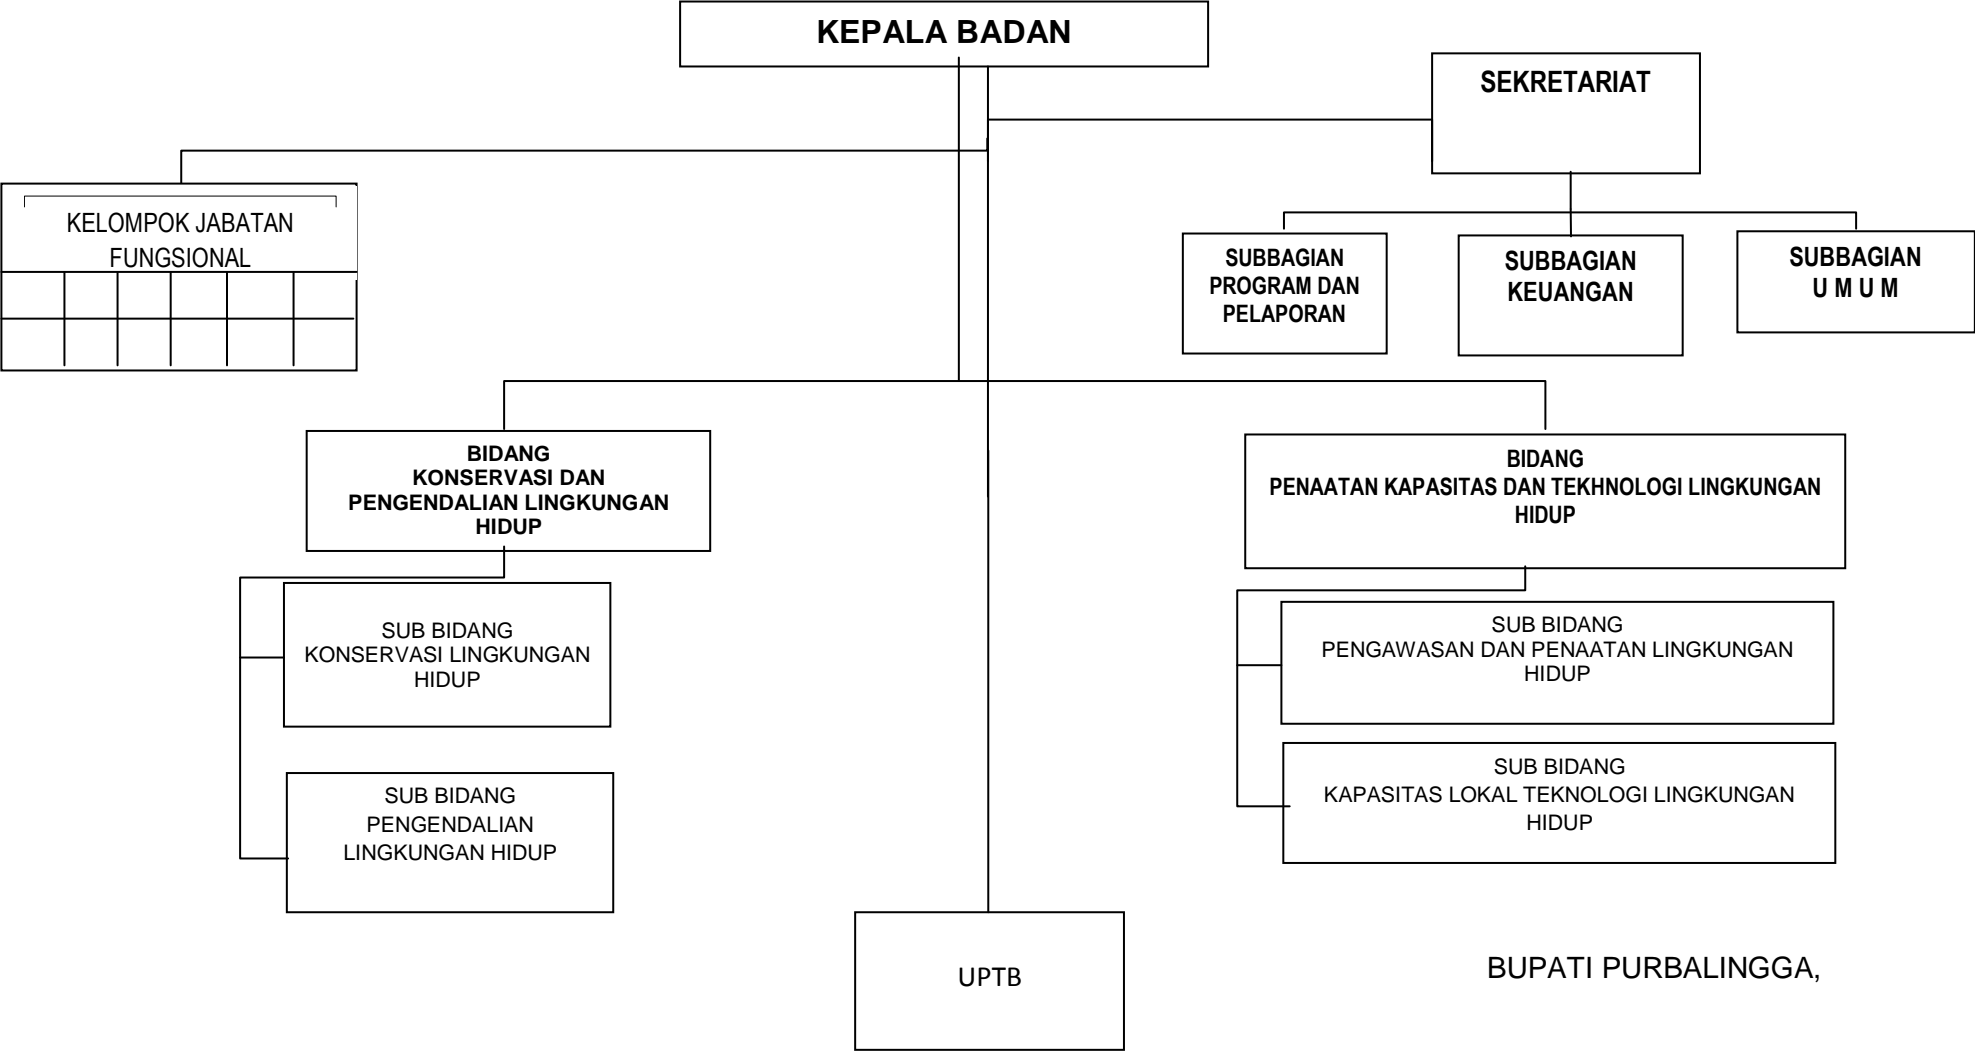 KEPALA BADAN
SEKRETARIAT
KELOMPOK JABATAN
FUNGSIONAL
SUBBAGIAN
PROGRAM DAN
PELAPORAN
SUBBAGIAN
KEUANGAN
SUBBAGIAN
U M U M
BIDANG
KONSERVASI DAN
PENGENDALIAN LINGKUNGAN
HIDUP
BIDANG
PENAATAN KAPASITAS DAN TEKHNOLOGI LINGKUNGAN
HIDUP
SUB BIDANG
KONSERVASI LINGKUNGAN
HIDUP
SUB BIDANG
PENGAWASAN DAN PENAATAN LINGKUNGAN
HIDUP
SUB BIDANG
PENGENDALIAN
LINGKUNGAN HIDUP
SUB BIDANG
KAPASITAS LOKAL TEKNOLOGI LINGKUNGAN
HIDUP
UPTB
BUPATI PURBALINGGA,